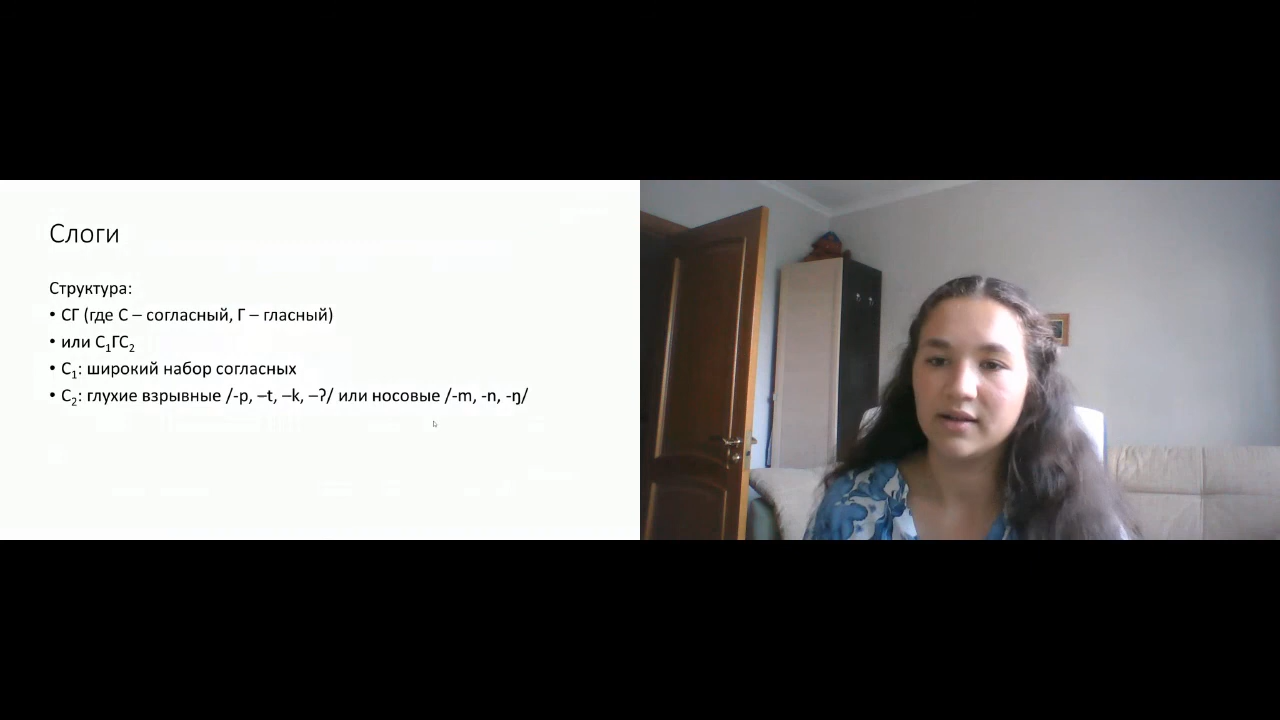 Слоги
Структура:
• СГ (где С – согласный, Г – гласный)
• или С₁ГС₂
• С₁: широкий набор согласных
• С₂: глухие взрывные /-p, –t, –k, –ʔ/ или носовые /-m, -n, -ŋ/